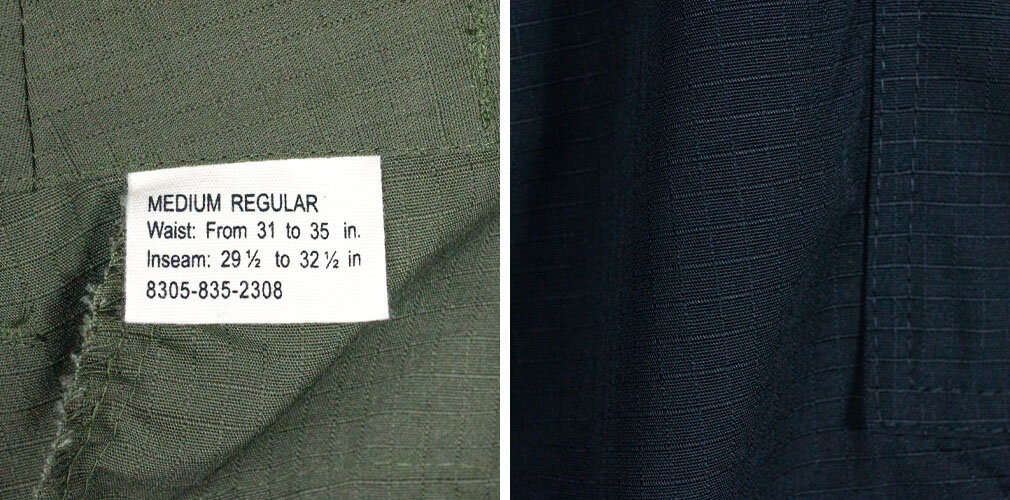 MEDIUM REGULAR
Waist: From 31 to 35 in.
Inseam: 29 ½ to 32 ½ in
8305-835-2308